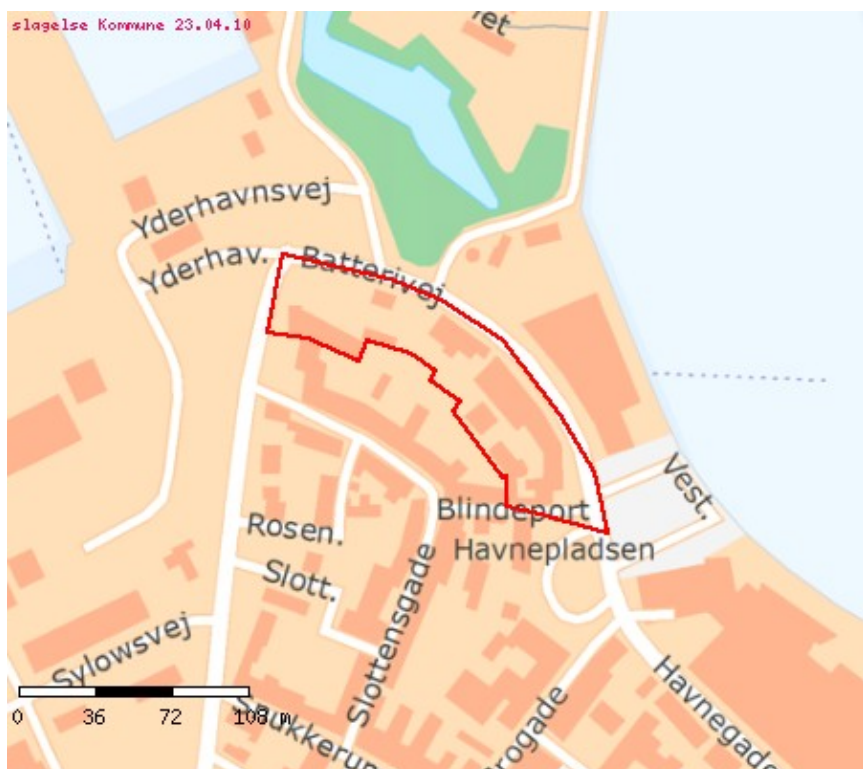 slagelse Kommune 23.04.10
Yderhavnsvej
Yderhav.
Batterivej
Vest.
Blindeport
Havnepladsen
Rosen.
Slott.
Slottensgade
Sylowsvej
0 36 72 108 m
Havnegade